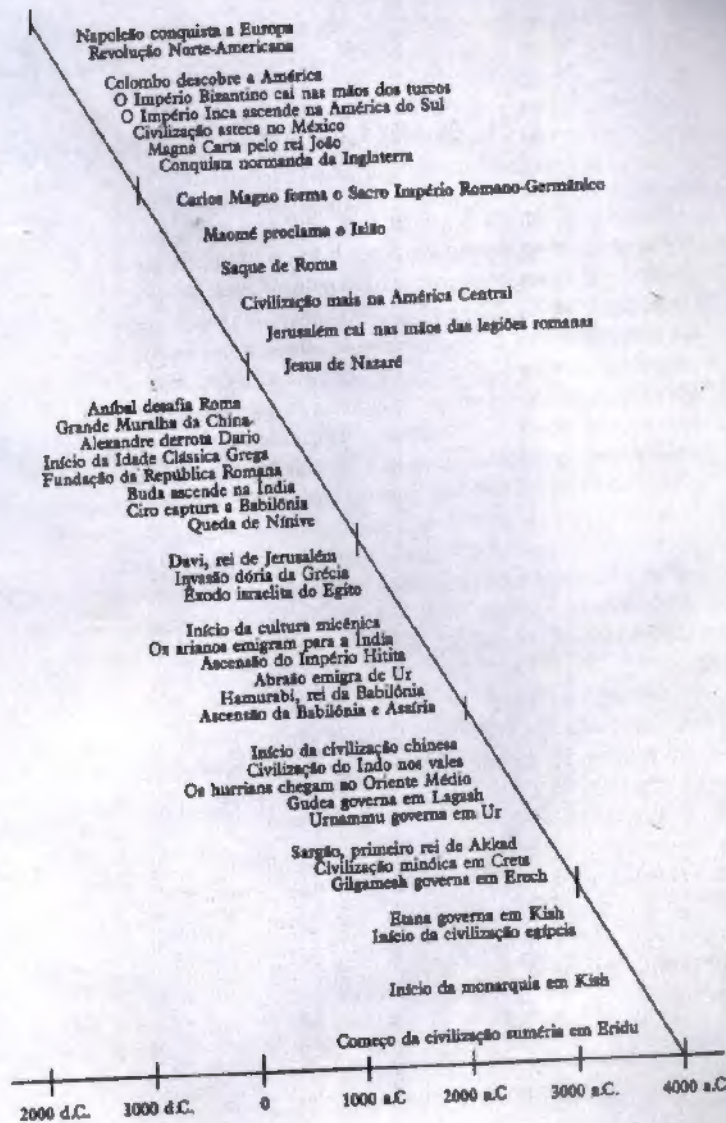 Napoleão conquista a Europa
Revolução Norte-Americana
Colombo descobre a América
O Império Bizantino cai nas mãos dos turcos
O Império Inca ascende na América do Sul
Civilização asteca no México
Magna Carta pelo rei João
Conquista normanda da Inglaterra
Carlos Magno forma o Sacro Império Romano-Germânico
Maomé proclama o Islão
Saque de Roma
Civilização maia na América Central
Jerusalém cai nas mãos das legiões romanas
Jesus de Nazaré
Aníbal desafia Roma
Grande Muralha da China
Alexandre derrota Dario
Início da Idade Clássica Grega
Fundação da República Romana
Buda ascende na Índia
Ciro captura a Babilônia
Queda de Nínive
Davi, rei de Jerusalém
Invasão dória da Grécia
Êxodo israelita do Egito
Início da cultura micênica
Os arianos emigram para a Índia
Ascensão do Império Hitita
Abraão emigra de Ur
Hamurabi, rei da Babilônia
Ascensão da Babilônia e Assíria
Início da civilização chinesa
Civilização do Indo nos vales
Os hurrians chegam ao Oriente Médio
Gudea governa em Lagash
Urnammu governa em Ur
Sargão, primeiro rei de Akkad
Civilização minóica em Creta
Gilgamesh governa em Erech
Etana governa em Kish
Início da civilização egípcia
Início da monarquia em Kish
Começo da civilização suméria em Eridu
2000 d.C. 1000 d.C. 0 1000 a.C 2000 a.C 3000 a.C. 4000 a.C